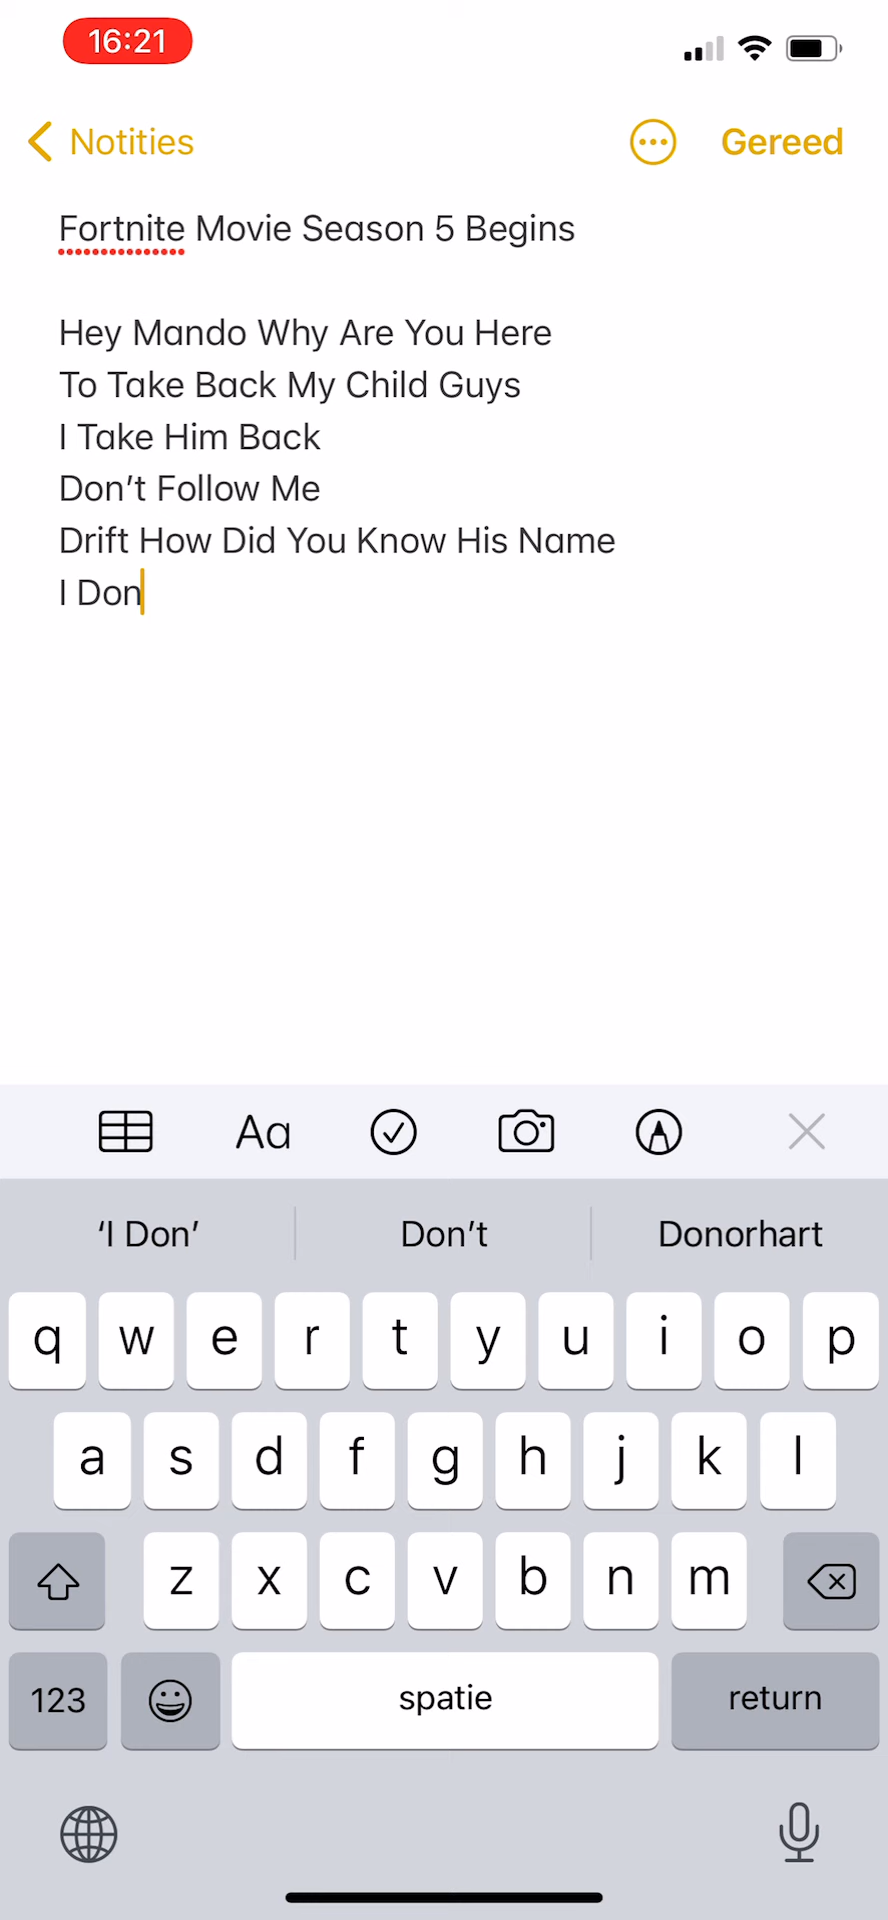 16:21
Notities
Gereed
Fortnite Movie Season 5 Begins
Hey Mando Why Are You Here
To Take Back My Child Guys
I Take Him Back
Don't Follow Me
Drift How Did You Know His Name
I Don
Aa
'I Don' Don't Donorhart
q w e r t y u i o p
a s d f g h j k l
z x c v b n m
123 spatie return